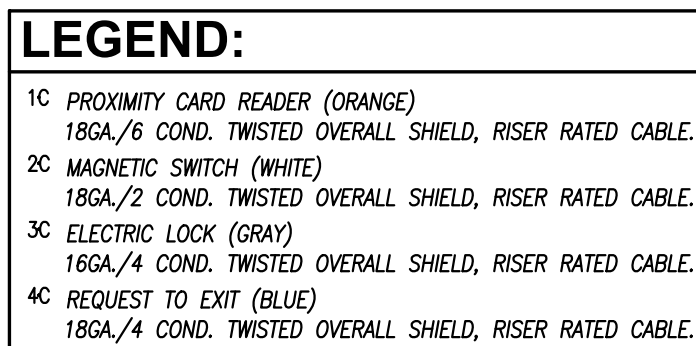 LEGEND:
1C PROXIMITY CARD READER (ORANGE)
18GA./6 COND. TWISTED OVERALL SHIELD, RISER RATED CABLE.
2C MAGNETIC SWITCH (WHITE)
18GA./2 COND. TWISTED OVERALL SHIELD, RISER RATED CABLE.
3C ELECTRIC LOCK (GRAY)
16GA./4 COND. TWISTED OVERALL SHIELD, RISER RATED CABLE.
4C REQUEST TO EXIT (BLUE)
18GA./4 COND. TWISTED OVERALL SHIELD, RISER RATED CABLE.